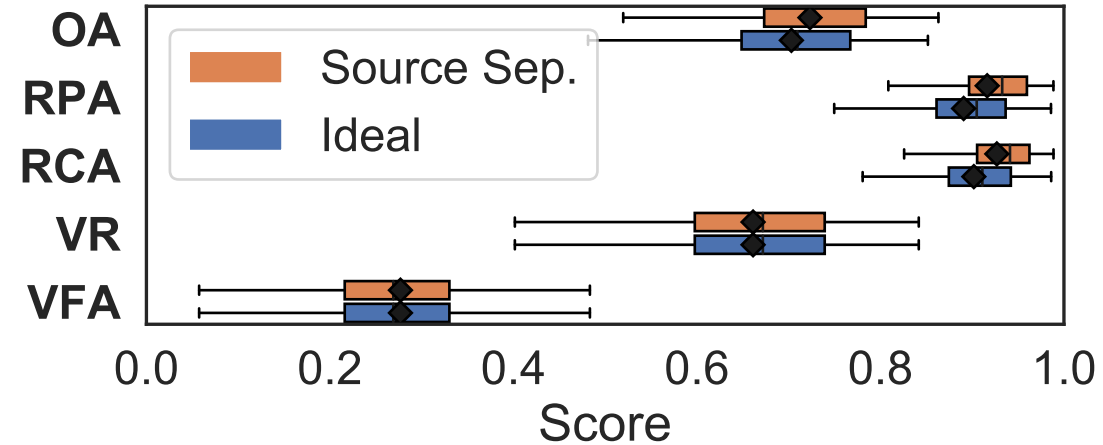 OA
RPA
RCA
VR
VFA
Source Sep.
Ideal
0.0 0.2 0.4 0.6 0.8 1.0
Score